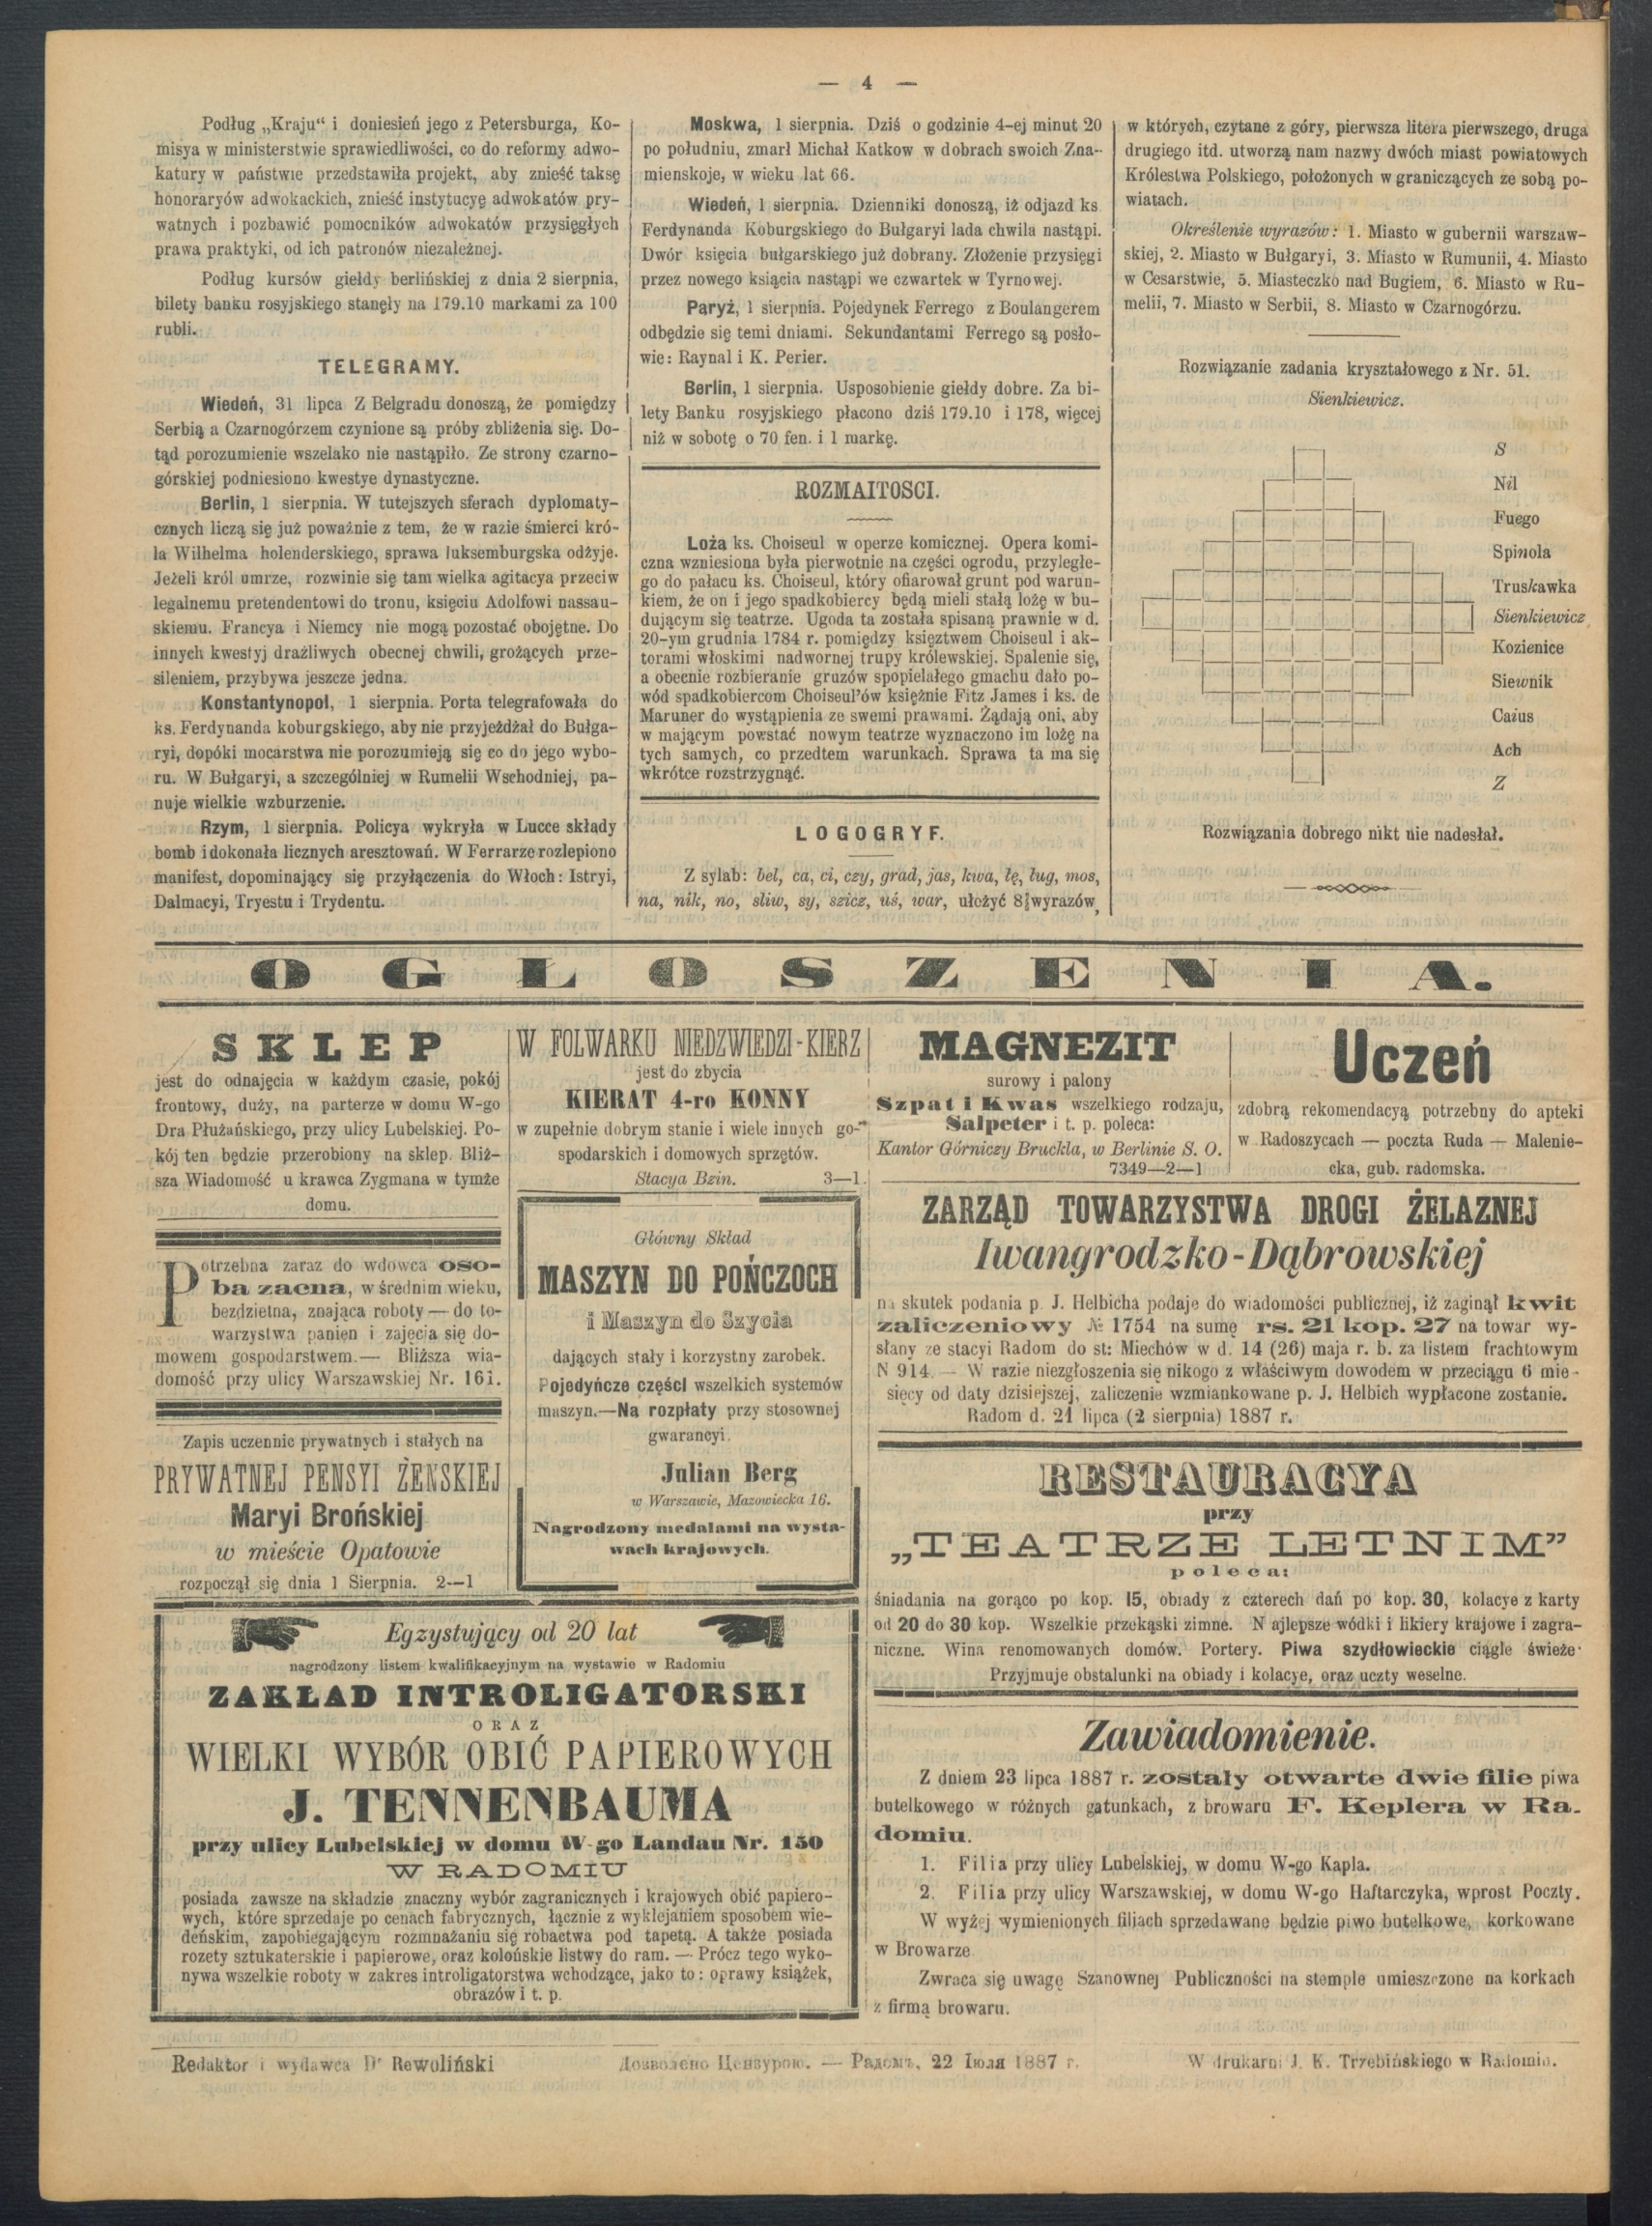 — 4 —
Podług „Kraju“ i doniesień jego z Petersburga, Ko-
misya w ministerstwie sprawiedliwości, co do reformy adwo-
katury w państwie przedstawiła projekt, aby znieść taksę
honoraryów adwokackich, znieść instytucyę adwokatów pry-
watnych i pozbawić pomocników adwokatów przysięgłych
prawa praktyki, od ich patronów niezależnej.
Podług kursów giełdy berlińskiej z dnia 2 sierpnia,
bilety banku rosyjskiego stanęły na 179.10 markami za 100
rubli.
TELEGRAMY.
Wiedeń, 31 lipca Z Belgradu donoszą, że pomiędzy
Serbią a Czarnogórzem czynione są próby zbliżenia się. Do-
tąd porozumienie wszelako nie nastąpiło. Ze strony czarno-
górskiej podniesiono kwestye dynastyczne.
Berlin, 1 sierpnia. W tutejszych sferach dyplomaty-
cznych liczą się już poważnie z tem, że w razie śmierci kró-
la Wilhelma holenderskiego, sprawa luksemburgska odżyje.
Jeżeli król umrze, rozwinie się tam wielka agitacya przeciw
legalnemu pretendentowi do tronu, księciu Adolfowi nassau-
skiemu. Francya i Niemcy nie mogą pozostać obojętne. Do
innych kwestyj drażliwych obecnej chwili, grożących prze-
sileniem, przybywa jeszcze jedna.
Konstantynopol, 1 sierpnia. Porta telegrafowała do
ks. Ferdynanda koburgskiego, aby nie przyjeżdżał do Bułga-
ryi, dopóki mocarstwa nie porozumieją się co do jego wybo-
ru. W Bułgaryi, a szczególniej w Rumelii Wschodniej, pa-
nuje wielkie wzburzenie.
Rzym, 1 sierpnia. Policya wykryła w Lucce składy
bomb i dokonała licznych aresztowań. W Ferrarze rozlepiono
manifest, dopominający się przyłączenia do Włoch: Istryi,
Dalmacyi, Tryestu i Trydentu.
Moskwa, 1 sierpnia. Dziś o godzinie 4-ej minut 20
po południu, zmarł Michał Katkow w dobrach swoich Zna-
mienskoje, w wieku lat 66.
Wiedeń, 1 sierpnia. Dzienniki donoszą, iż odjazd ks
Ferdynanda Koburgskiego do Bułgaryi lada chwila nastąpi.
Dwór księcia bułgarskiego już dobrany. Złożenie przysięgi
przez nowego ksiącia nastąpi we czwartek w Tyrnowej.
Paryż, 1 sierpnia. Pojedynek Ferrego z Boulangerem
odbędzie się temi dniami. Sekundantami Ferrego są posło-
wie: Raynal i K. Perier.
Berlin, 1 sierpnia. Usposobienie giełdy dobre. Za bi-
lety Banku rosyjskiego płacono dziś 179.10 i 178, więcej
niż w sobotę o 70 fen. i 1 markę.
ROZMAITOSCI.
Loża ks. Choiseul w operze komicznej. Opera komi-
czna wzniesiona była pierwotnie na części ogrodu, przyległe-
go do pałacu ks. Choiseul, który ofiarował grunt pod warun-
kiem, że on i jego spadkobiercy będą mieli stałą lożę w bu-
dującym się teatrze. Ugoda ta została spisaną prawnie w d.
20-ym grudnia 1784 r. pomiędzy księztwem Choiseul i ak-
torami włoskimi nadwornej trupy królewskiej. Spalenie się,
a obecnie rozbieranie gruzów spopielałego gmachu dało po-
wód spadkobiercom Choiseul'ów księżnie Fitz James i ks. de
Maruner do wystąpienia ze swemi prawami. Żądają oni, aby
w mającym powstać nowym teatrze wyznaczono im lożę na
tych samych, co przedtem warunkach. Sprawa ta ma się
wkrótce rozstrzygnąć.
LOGOGRYF.
Z sylab: bel, ca, ci, czy, grad, jas, kwa, łę, ług, mos,
na, nik, no, sliw, sy, szicz, uś, war, ułożyć 8 wyrazów,
w których, czytane z góry, pierwsza litera pierwszego, druga
drugiego itd. utworzą nam nazwy dwóch miast powiatowych
Królestwa Polskiego, położonych w graniczących ze sobą po-
wiatach.
Określenie wyrazów: 1. Miasto w gubernii warszaw-
skiej, 2. Miasto w Bułgaryi, 3. Miasto w Rumunii, 4. Miasto
w Cesarstwie, 5. Miasteczko nad Bugiem, 6. Miasto w Ru-
melii, 7. Miasto w Serbii, 8. Miasto w Czarnogórzu.
Rozwiązanie zadania kryształowego z Nr. 51.
Sienkiewicz.
S
Nil
Fuego
Spinola
Truskawka
Sienkiewicz
Kozienice
Siewnik
Caius
Ach
Z
Rozwiązania dobrego nikt nie nadesłał.
OGŁOSZENIA.
SKLEP
jest do odnajęcia w każdym czasie, pokój
frontowy, duży, na parterze w domu W-go
Dra Płużańskiego, przy ulicy Lubelskiej. Po-
kój ten będzie przerobiony na sklep. Bliż-
sza Wiadomość u krawca Zygmana w tymże
domu.
Potrzebna zaraz do wdowca oso-
ba zacna, w średnim wieku,
bezdzietna, znająca roboty — do to-
warzystwa panien i zajęcia się do-
mowem gospodarstwem.— Bliższa wia-
domość przy ulicy Warszawskiej Nr. 161.
Zapis uczennic prywatnych i stałych na
PRYWATNEJ PENSYI ŻEŃSKIEJ
Maryi Brońskiej
w mieście Opatowie
rozpoczął się dnia 1 Sierpnia. 2—1
W FOLWARKU NIEDZWIEDZI-KIERZ
jest do zbycia
KIERAT 4-ro KONNY
w zupełnie dobrym stanie i wiele innych go-
spodarskich i domowych sprzętów.
Stacya Bzin. 3—1.
Główny Skład
MASZYN DO POŃCZOCH
i Maszyn do Szycia
dających stały i korzystny zarobek.
Pojedyńcze części wszelkich systemów
maszyn.—Na rozpłaty przy stosownej
gwarancyi.
Julian Berg
w Warszawie, Mazowiecka 16.
Nagrodzony medalami na wysta-
wach krajowych.
MAGNEZIT
surowy i palony
Szpat i Kwas wszelkiego rodzaju,
Salpeter i t. p. poleca:
Kantor Górniczy Bruckla, w Berlinie S. O.
7349—2—1
Uczeń
zdobrą rekomendacyą potrzebny do apteki
w Radoszycach — poczta Ruda — Malenie-
cka, gub. radomska.
ZARZĄD TOWARZYSTWA DROGI ŻELAZNEJ
Iwangrodzko-Dąbrowskiej
na skutek podania p. J. Helbicha podaje do wiadomości publicznej, iż zaginął kwit
zaliczeniowy № 1754 na sumę rs. 21 kop. 27 na towar wy-
słany ze stacyi Radom do st: Miechów w d. 14 (26) maja r. b. za listem frachtowym
N 914. — W razie niezgłoszenia się nikogo z właściwym dowodem w przeciągu 6 mie-
sięcy od daty dzisiejszej, zaliczenie wzmiankowane p. J. Helbich wypłacone zostanie.
Radom d. 21 lipca (2 sierpnia) 1887 r.
RESTAURACYA
przy
„TEATRZE LETNIM”
poleca:
śniadania na gorąco po kop. 15, obiady z czterech dań po kop. 30, kolacye z karty
od 20 do 30 kop. Wszelkie przekąski zimne. N ajlepsze wódki i likiery krajowe i zagra-
niczne. Wina renomowanych domów. Portery. Piwa szydłowieckie ciągle świeże·
Przyjmuje obstalunki na obiady i kolacye, oraz uczty weselne.
Egzystujący od 20 lat
nagrodzony listem kwalifikacyjnym na wystawie w Radomiu
ZAKŁAD INTROLIGATORSKI
ORAZ
WIELKI WYBÓR OBIĆ PAPIEROWYCH
J. TENNENBAUMA
przy ulicy Lubelskiej w domu W-go Landau Nr. 150
W RADOMIU
posiada zawsze na składzie znaczny wybór zagranicznych i krajowych obić papiero-
wych, które sprzedaje po cenach fabrycznych, łącznie z wyklejaniem sposobem wie-
deńskim, zapobiegającym rozmnażaniu się robactwa pod tapetą. A także posiada
rozety sztukaterskie i papierowe, oraz kolońskie listwy do ram. — Prócz tego wyko-
nywa wszelkie roboty w zakres introligatorstwa wchodzące, jako to: oprawy książek,
obrazów i t. p.
Zawiadomienie.
Z dniem 23 lipca 1887 r. zostały otwarte dwie filie piwa
butelkowego w różnych gatunkach, z browaru F. Keplera w Ra-
domiu.
1. Filia przy ulicy Lubelskiej, w domu W-go Kapla.
2. Filia przy ulicy Warszawskiej, w domu W-go Haftarczyka, wprost Poczty.
W wyżej wymienionych filjach sprzedawane będzie piwo butelkowe, korkowane
w Browarze
Zwraca się uwagę Szanownej Publiczności na stemple umieszczone na korkach
z firmą browaru.
Redaktor i wydawca Dr Rewoliński
Дозволено Цензурою. — Радомъ, 22 Іюля 1887 г.
W drukarni J. K. Trzebińskiego w Radomiu.